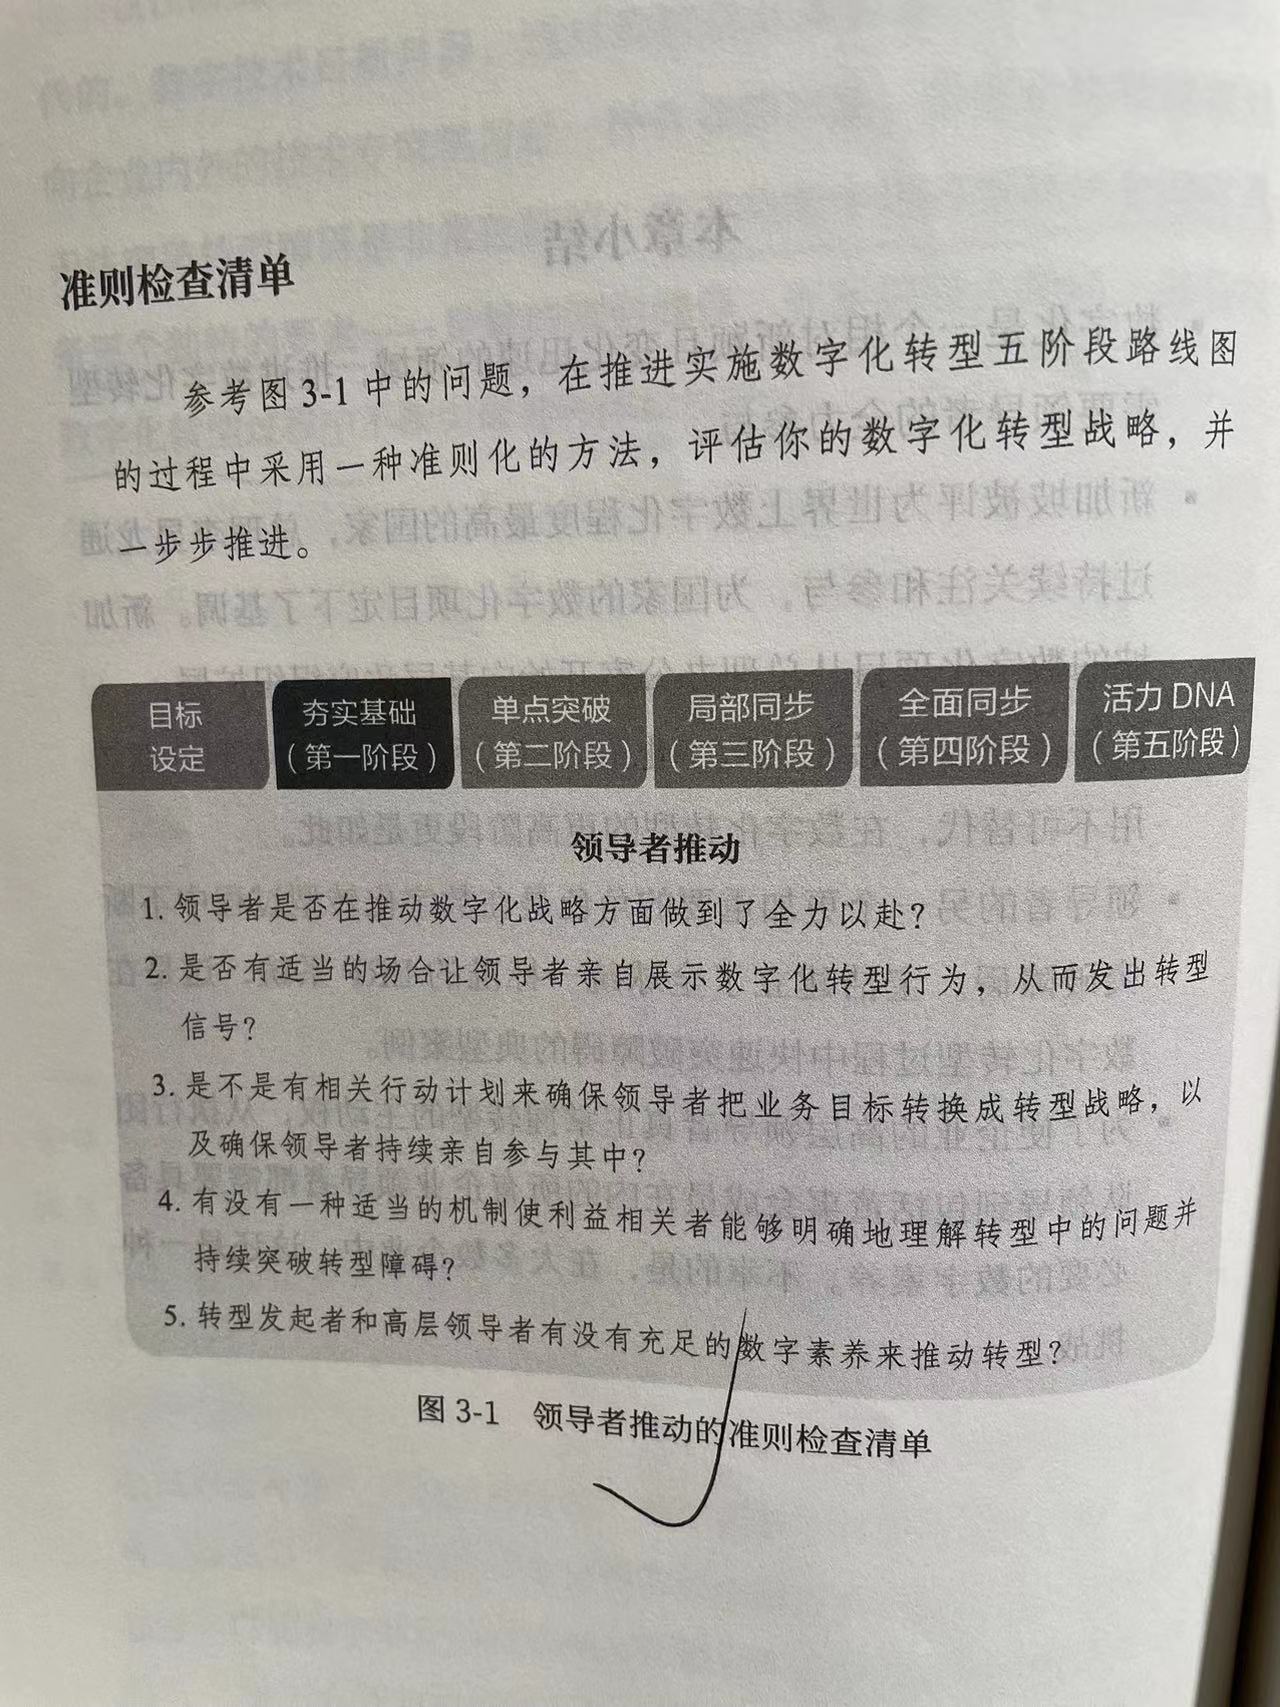 准则检查清单
参考图 3-1 中的问题，在推进实施数字化转型五阶段路线图
的过程中采用一种准则化的方法，评估你的数字化转型战略，并
一步步推进。
目标
设定
夯实基础
（第一阶段）
单点突破
（第二阶段）
局部同步
（第三阶段）
全面同步
（第四阶段）
活力 DNA
（第五阶段）
领导者推动
1. 领导者是否在推动数字化战略方面做到了全力以赴？
2. 是否有适当的场合让领导者亲自展示数字化转型行为，从而发出转型
信号？
3. 是不是有相关行动计划来确保领导者把业务目标转换成转型战略，以
及确保领导者持续亲自参与其中？
4. 有没有一种适当的机制使利益相关者能够明确地理解转型中的问题并
持续突破转型障碍？
5. 转型发起者和高层领导者有没有充足的数字素养来推动转型？
图 3-1 领导者推动的准则检查清单